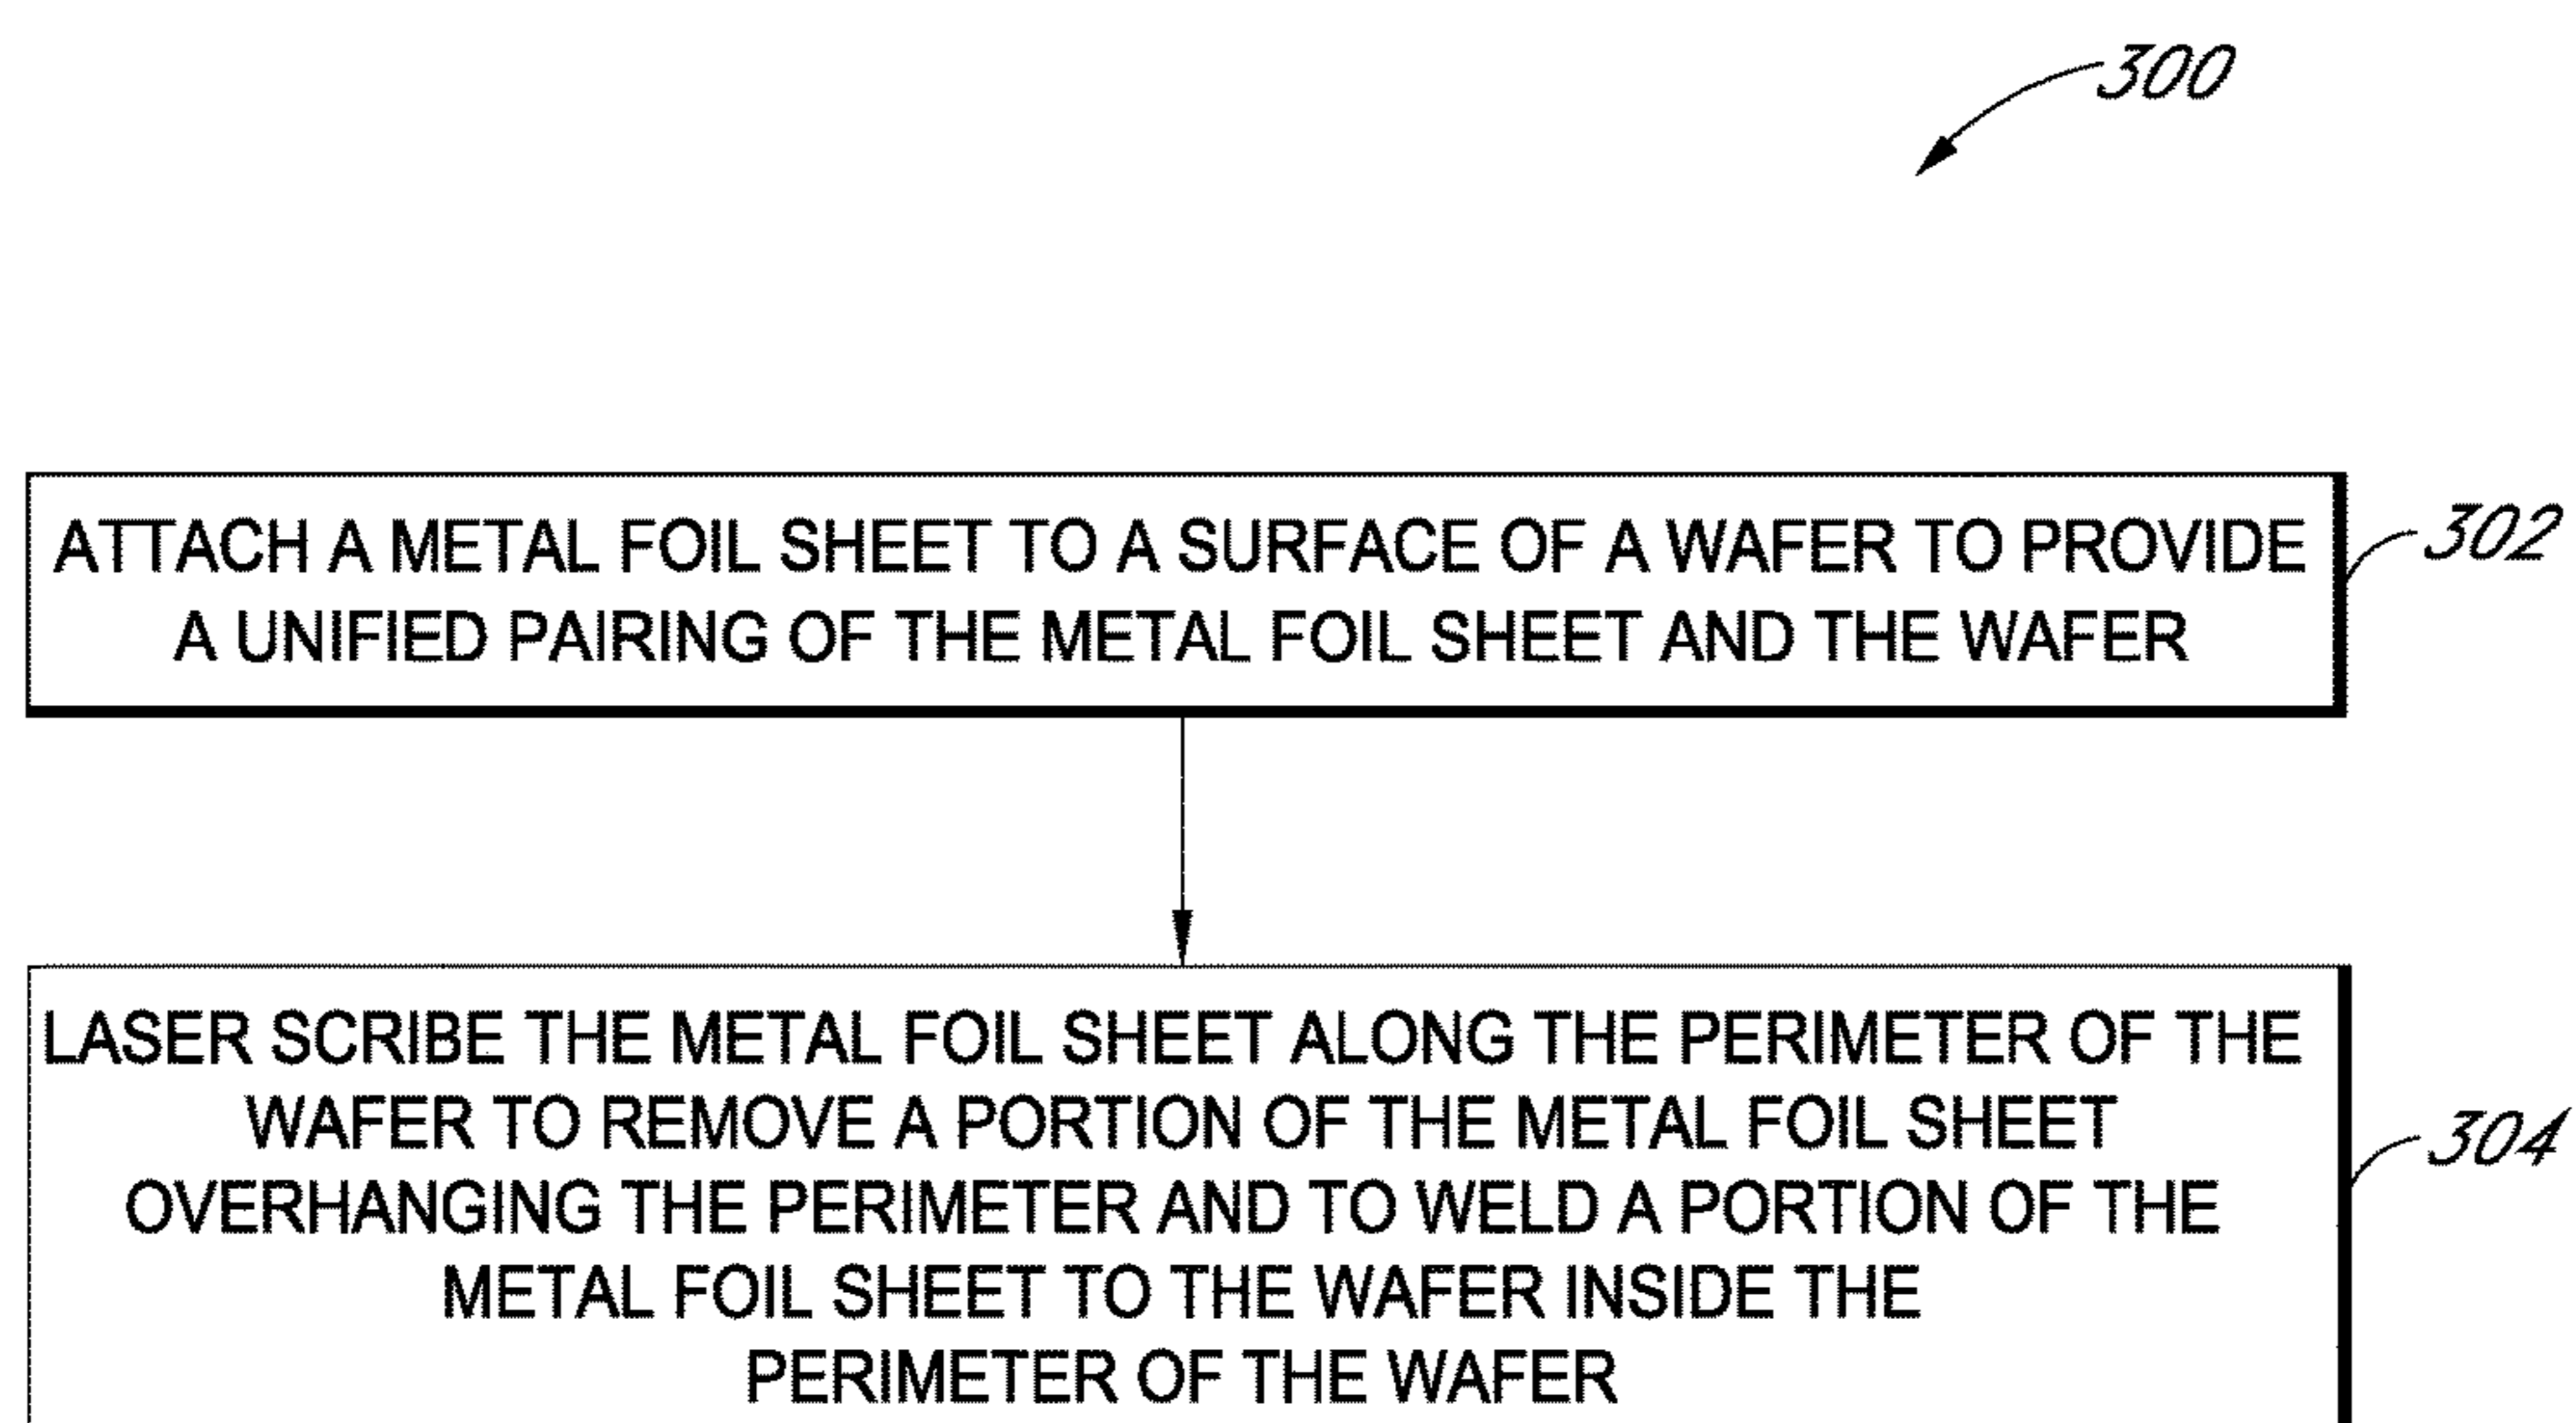 300
ATTACH A METAL FOIL SHEET TO A SURFACE OF A WAFER TO PROVIDE
A UNIFIED PAIRING OF THE METAL FOIL SHEET AND THE WAFER
302
LASER SCRIBE THE METAL FOIL SHEET ALONG THE PERIMETER OF THE
WAFER TO REMOVE A PORTION OF THE METAL FOIL SHEET
OVERHANGING THE PERIMETER AND TO WELD A PORTION OF THE
METAL FOIL SHEET TO THE WAFER INSIDE THE
PERIMETER OF THE WAFER
304